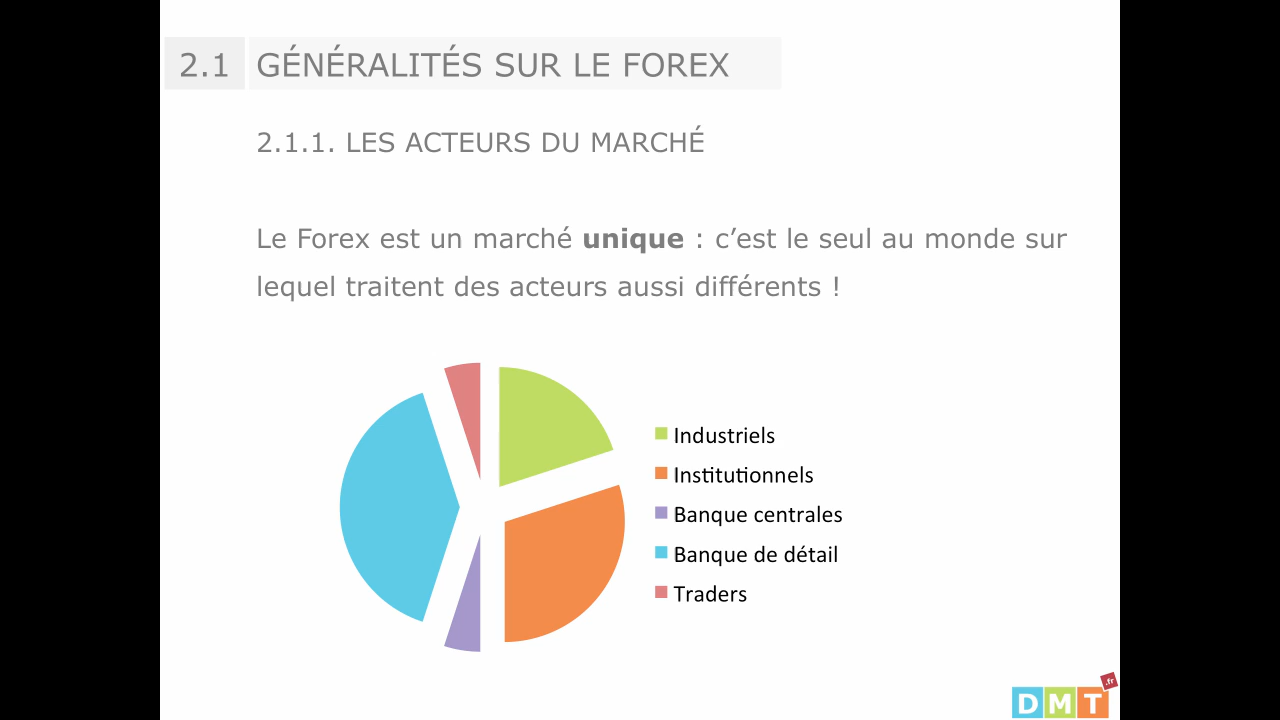 2.1 GÉNÉRALITÉS SUR LE FOREX
2.1.1. LES ACTEURS DU MARCHÉ
Le Forex est un marché unique : c’est le seul au monde sur
lequel traitent des acteurs aussi différents !
Industriels
Institutionnels
Banque centrales
Banque de détail
Traders
.fr
DMT